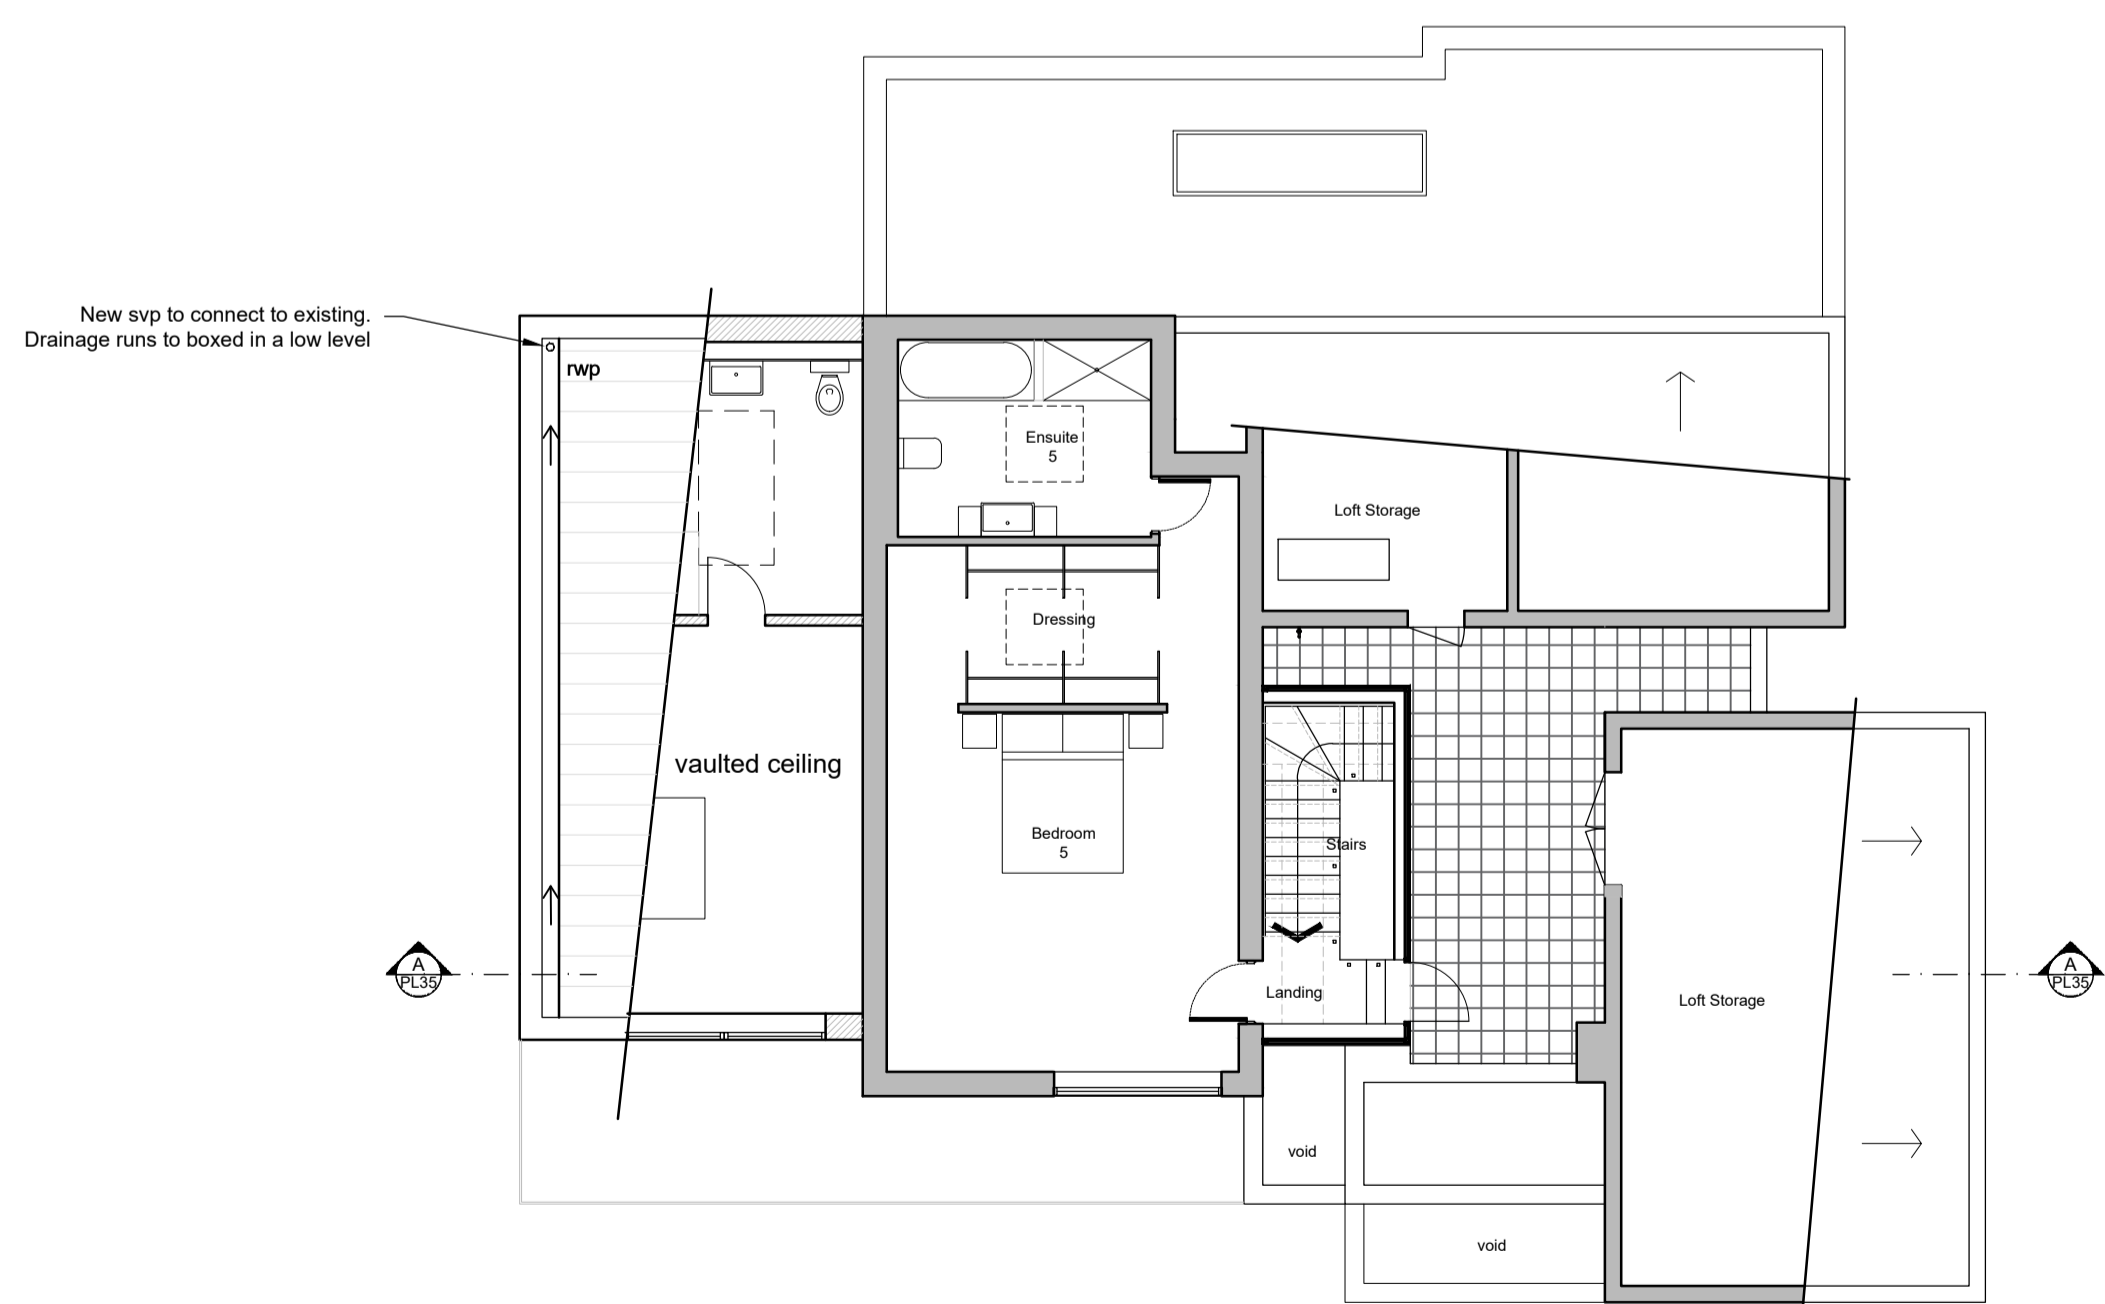 New svp to connect to existing.
Drainage runs to boxed in a low level
rwp
Ensuite
5
Loft Storage
Dressing
vaulted ceiling
Bedroom
5
Stairs
A
PL35
Landing
Loft Storage
A
PL35
void
void